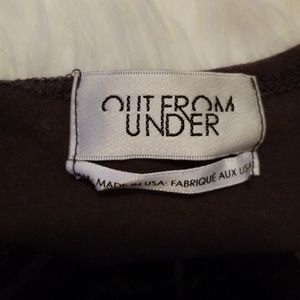 OUT FROM
UNDER
MADE IN USA · FABRIQUÉ AUX USA